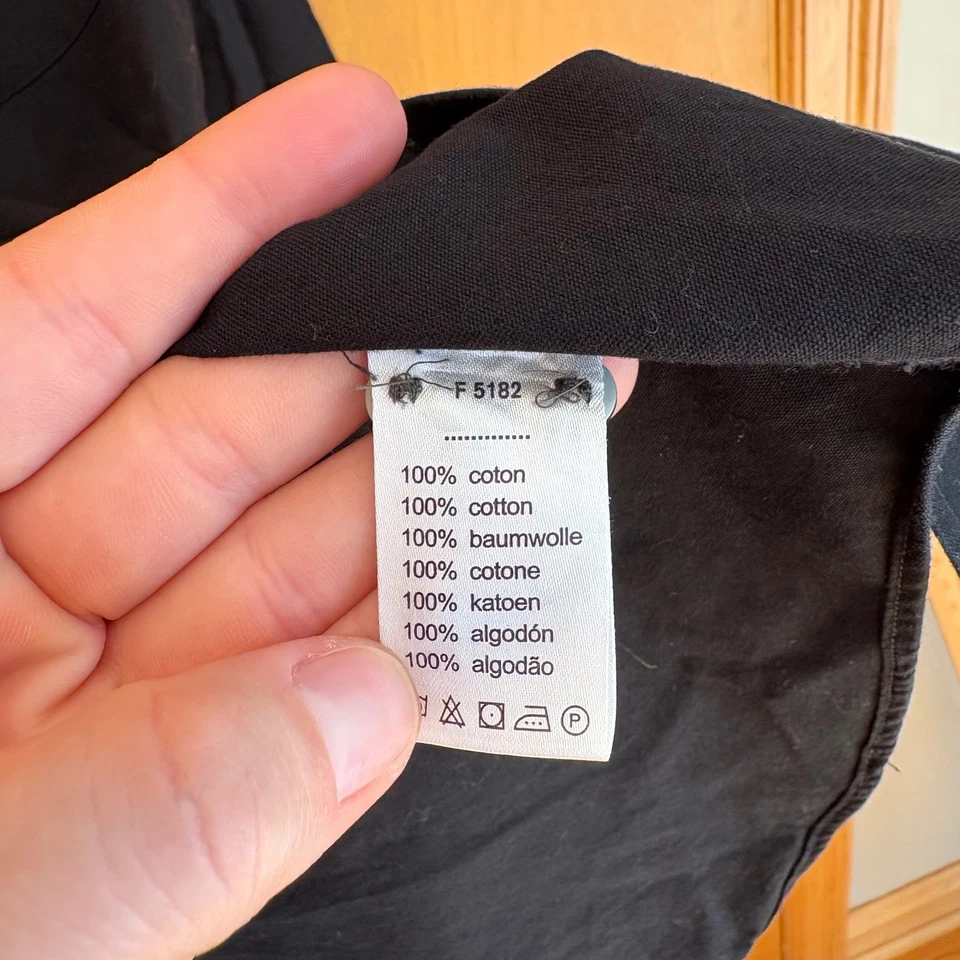 F 5182
100% coton
100% cotton
100% baumwolle
100% cotone
100% katoen
100% algodón
100% algodão
P